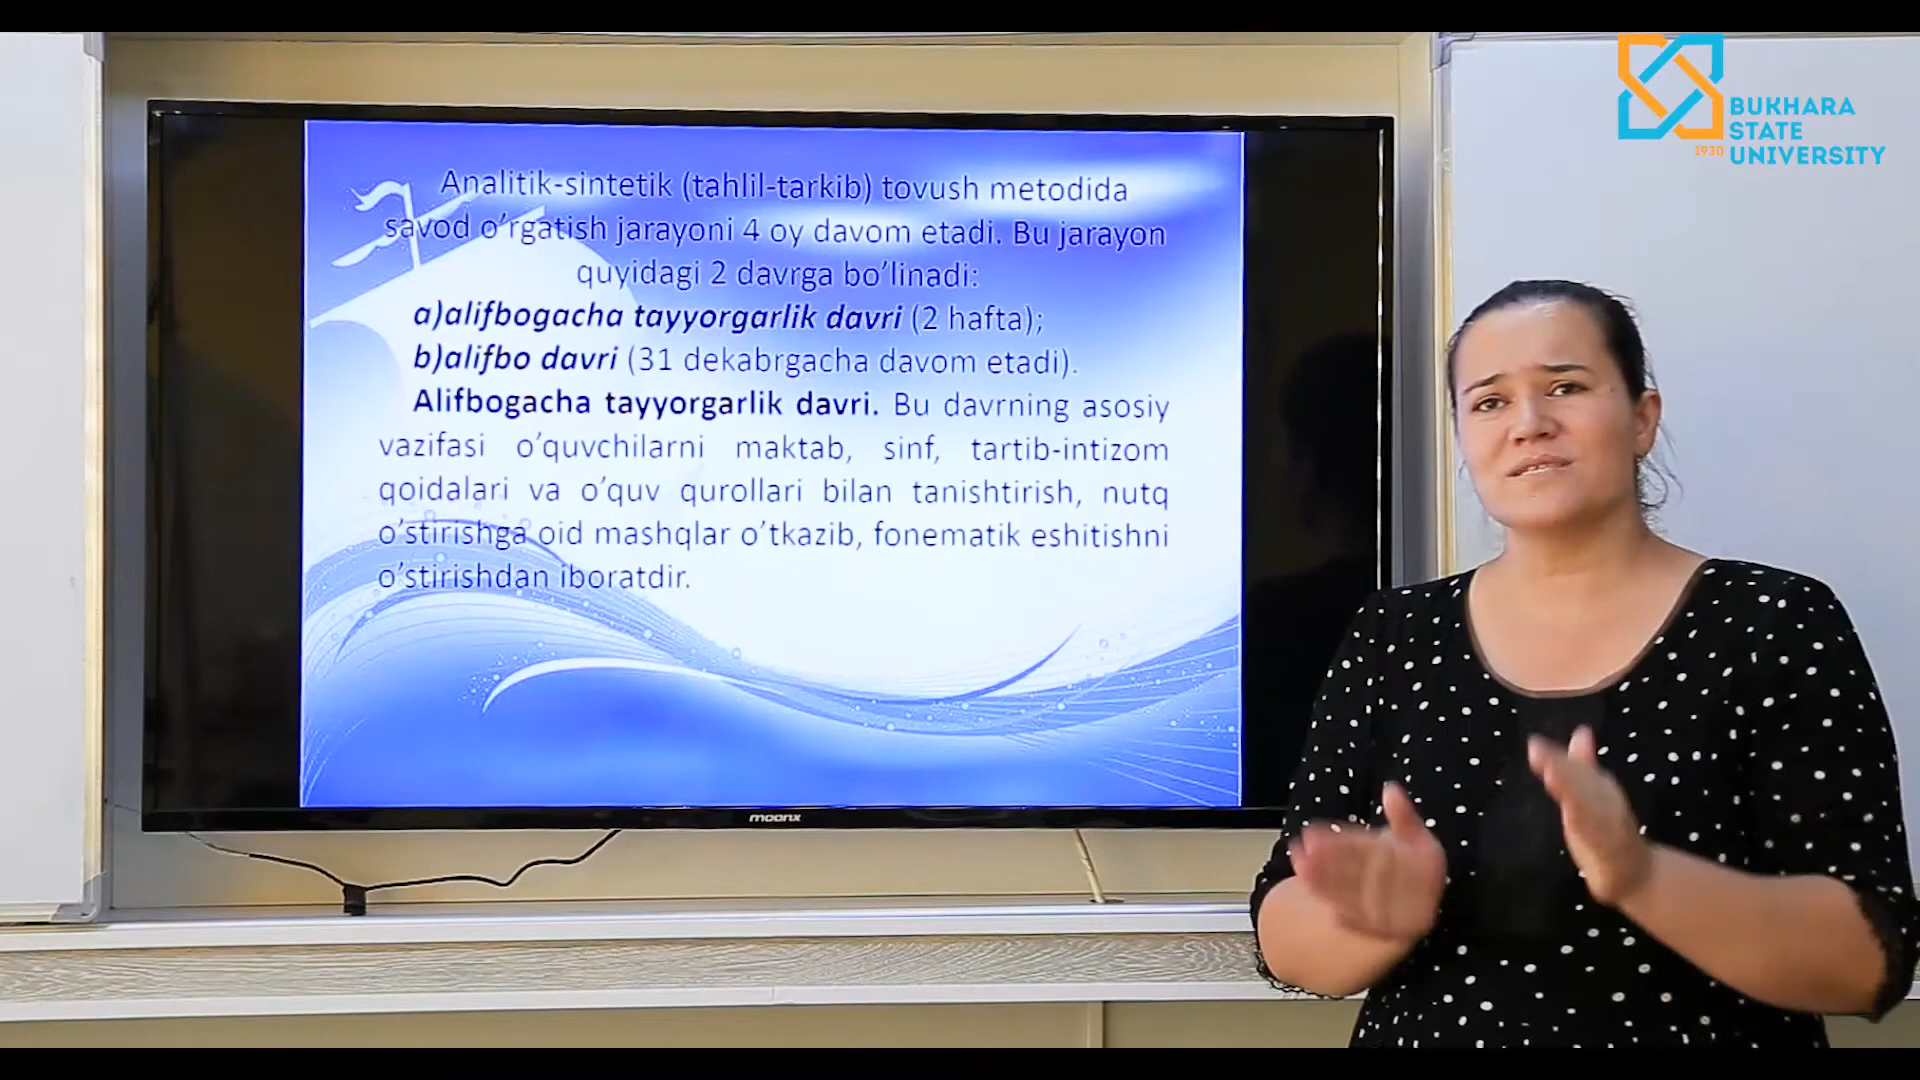 Analitik-sintetik (tahlil-tarkib) tovush metodida
savod o’rgatish jarayoni 4 oy davom etadi. Bu jarayon
quyidagi 2 davrga bo’linadi:
a)alifbogacha tayyorgarlik davri (2 hafta);
b)alifbo davri (31 dekabrgacha davom etadi).
Alifbogacha tayyorgarlik davri. Bu davrning asosiy
vazifasi o’quvchilarni maktab, sinf, tartib-intizom
qoidalari va o’quv qurollari bilan tanishtirish, nutq
o’stirishga oid mashqlar o’tkazib, fonematik eshitishni
o’stirishdan iboratdir.
moonx
BUKHARA
STATE
1930 UNIVERSITY